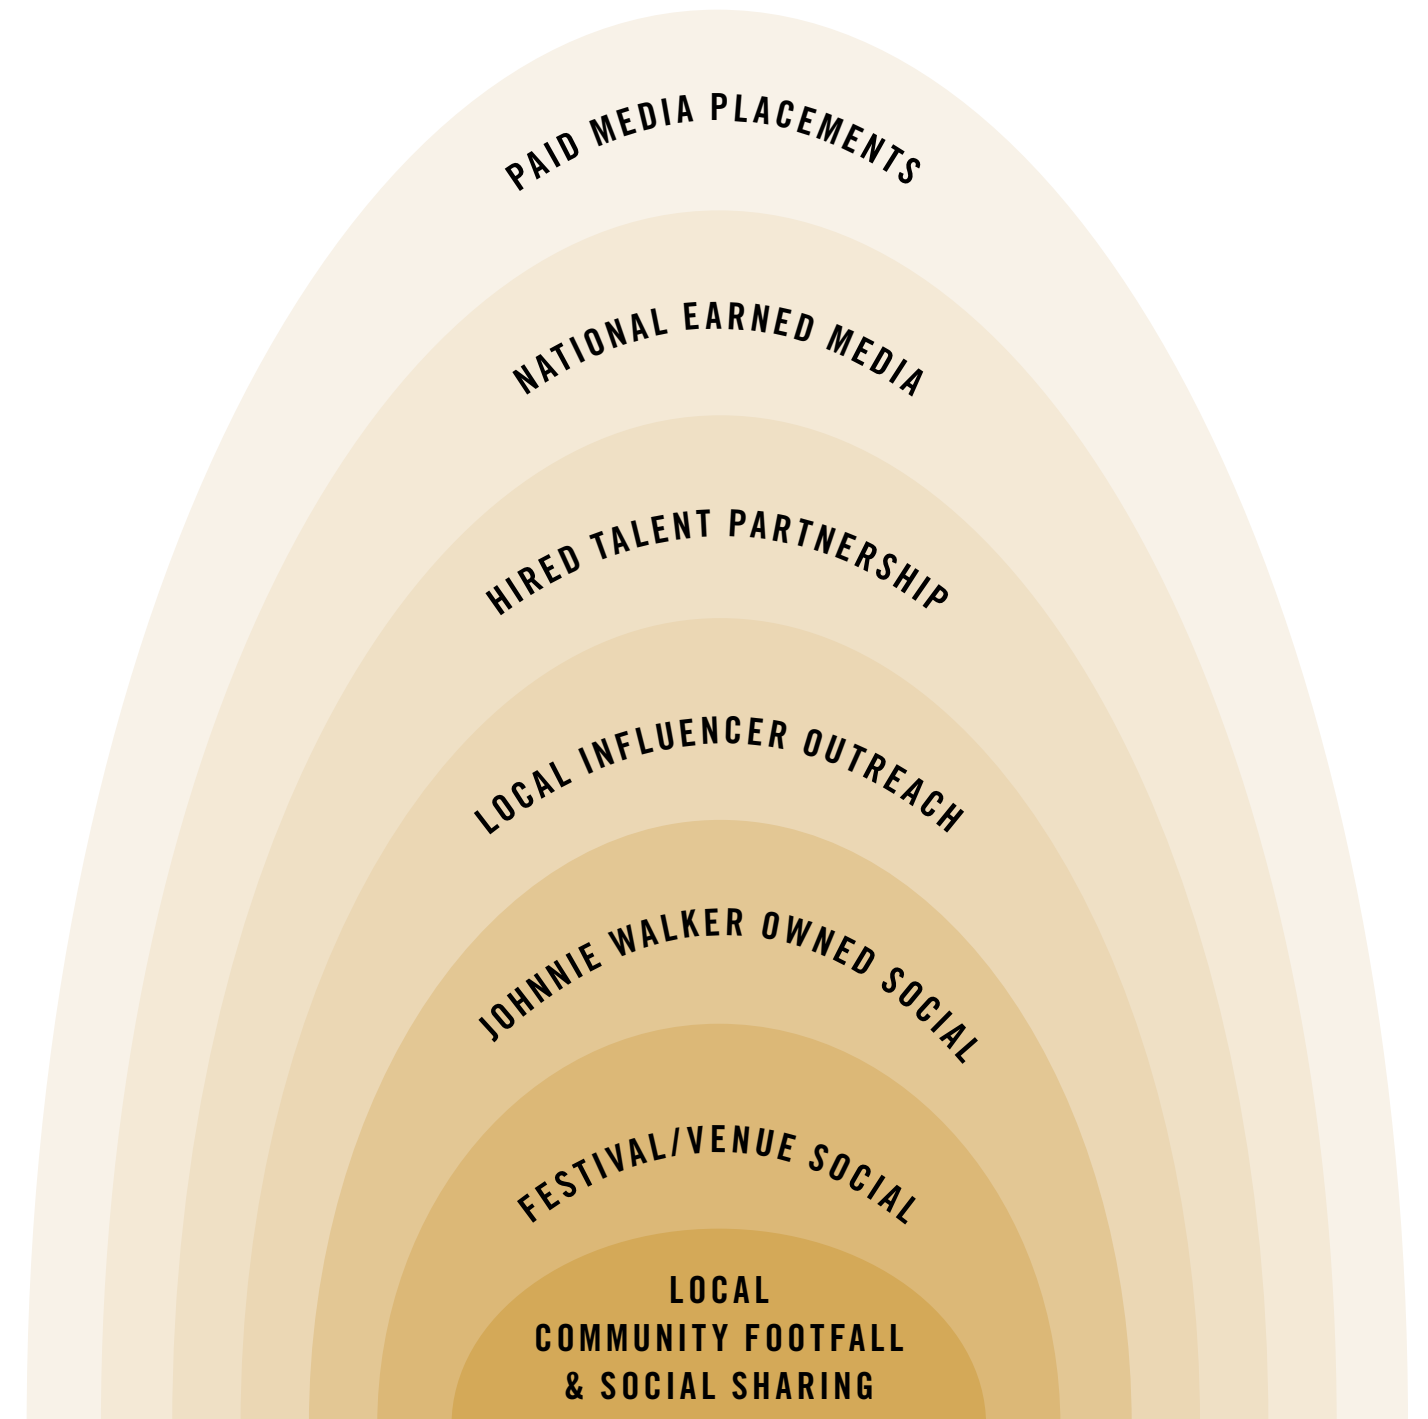 PAID MEDIA PLACEMENTS
NATIONAL EARNED MEDIA
HIRED TALENT PARTNERSHIP
LOCAL INFLUENCER OUTREACH
JOHNNIE WALKER OWNED SOCIAL
FESTIVAL/VENUE SOCIAL
LOCAL
COMMUNITY FOOTFALL
& SOCIAL SHARING